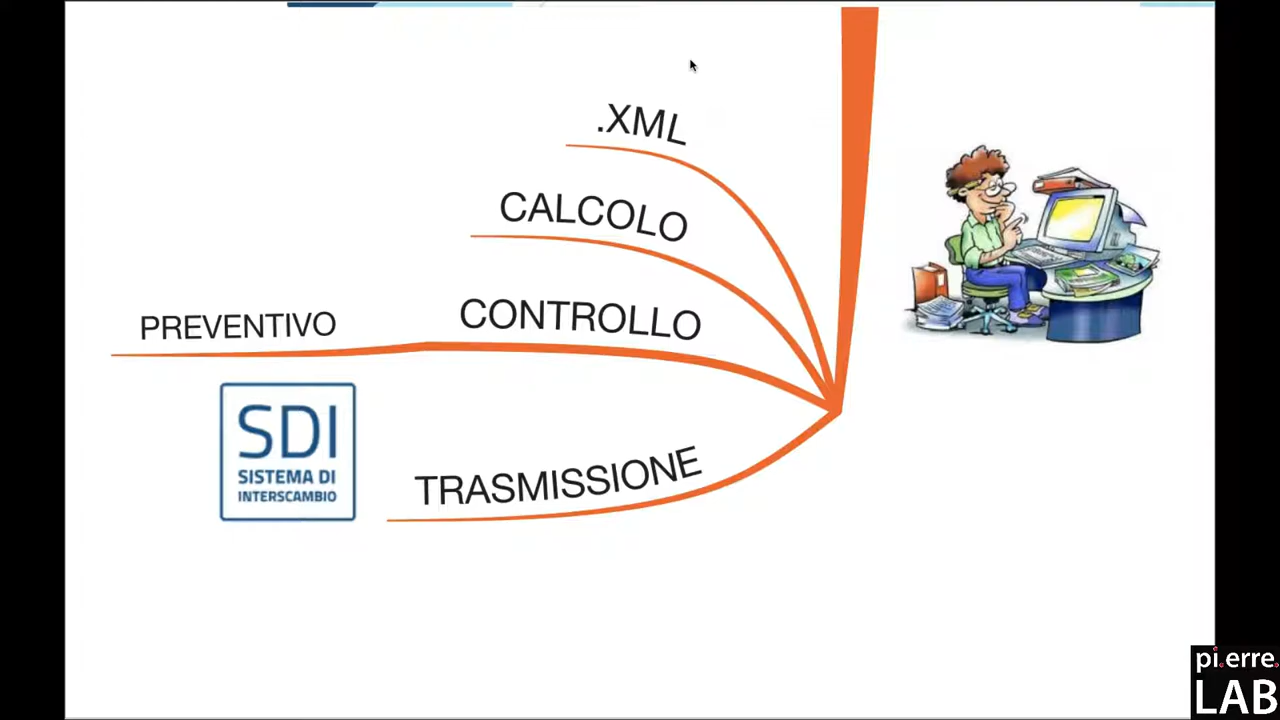 .XML
CALCOLO
CONTROLLO
PREVENTIVO
SDI
SISTEMA DI
INTERSCAMBIO
TRASMISSIONE
pi.erre.
LAB